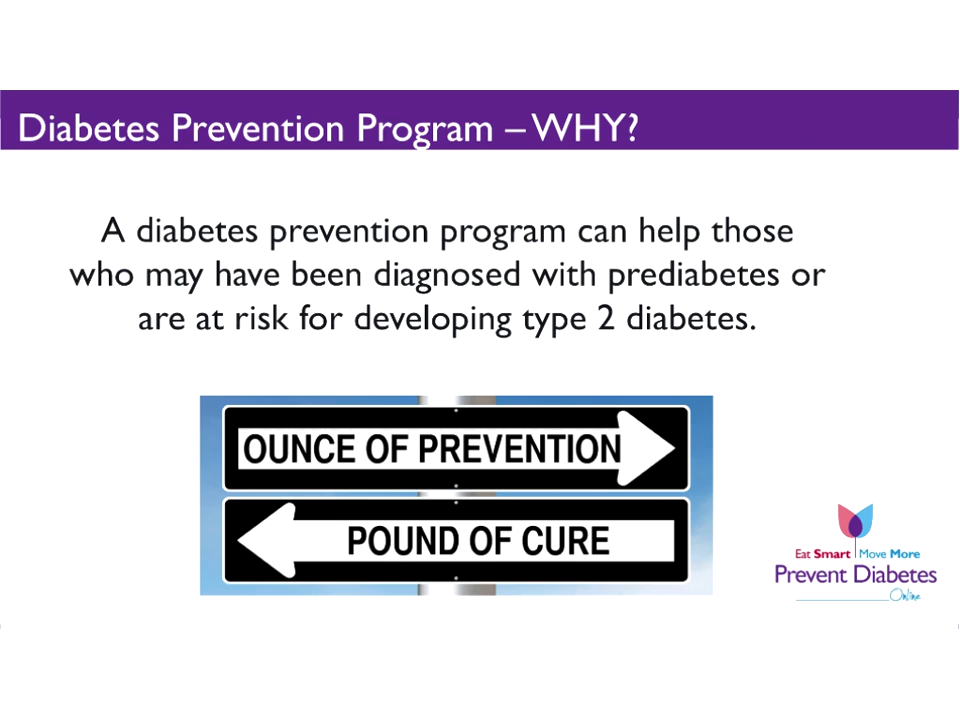 Diabetes Prevention Program – WHY?
A diabetes prevention program can help those
who may have been diagnosed with prediabetes or
are at risk for developing type 2 diabetes.
OUNCE OF PREVENTION
POUND OF CURE
Eat Smart Move More
Prevent Diabetes
Online